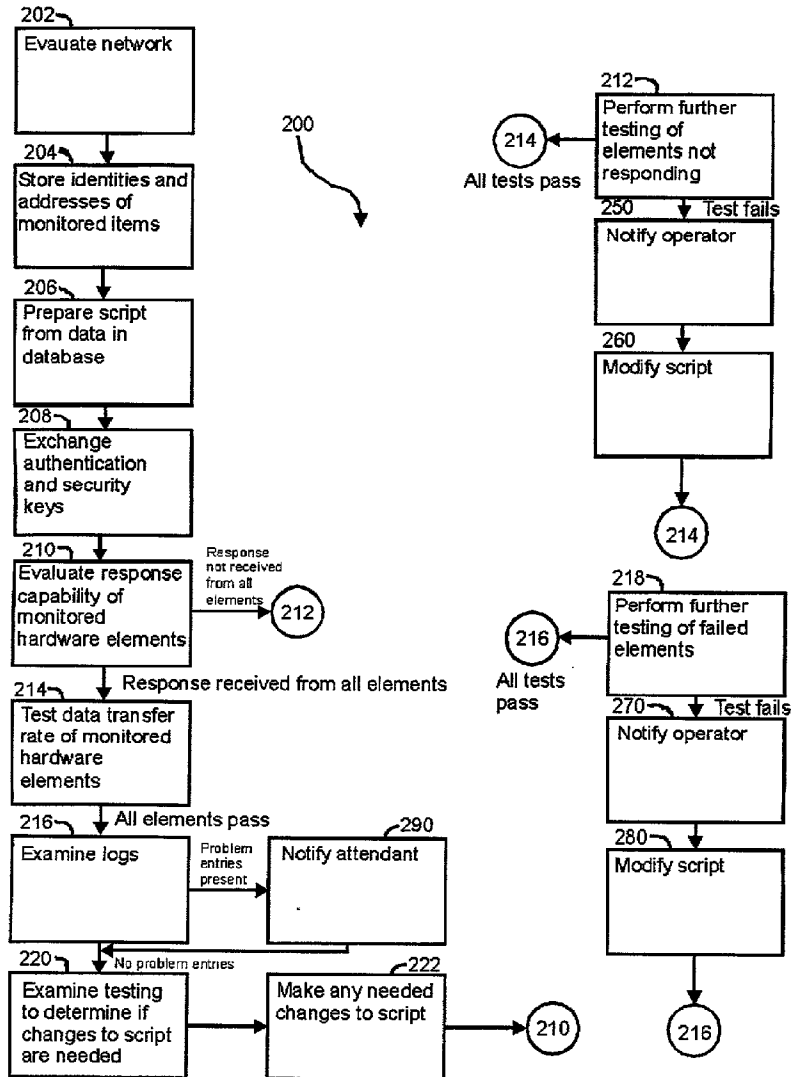 202
Evauate network
204
Store identities and
addresses of
monitored items
206
Prepare script
from data in
database
208
Exchange
authentication
and security
keys
210
Evaluate response
capability of
monitored
hardware elements
Response
not received
from all
elements
212
Response received from all elements
214
Test data transfer
rate of monitored
hardware
elements
All elements pass
216
Examine logs
Problem
entries
present
290
Notify attendant
No problem entries
220
Examine testing
to determine if
changes to script
are needed
222
Make any needed
changes to script
210
200
212
Perform further
testing of
elements not
responding
214
All tests pass
Test fails
250
Notify operator
260
Modify script
214
218
Perform further
testing of failed
elements
216
All tests
pass
Test fails
270
Notify operator
280
Modify script
216